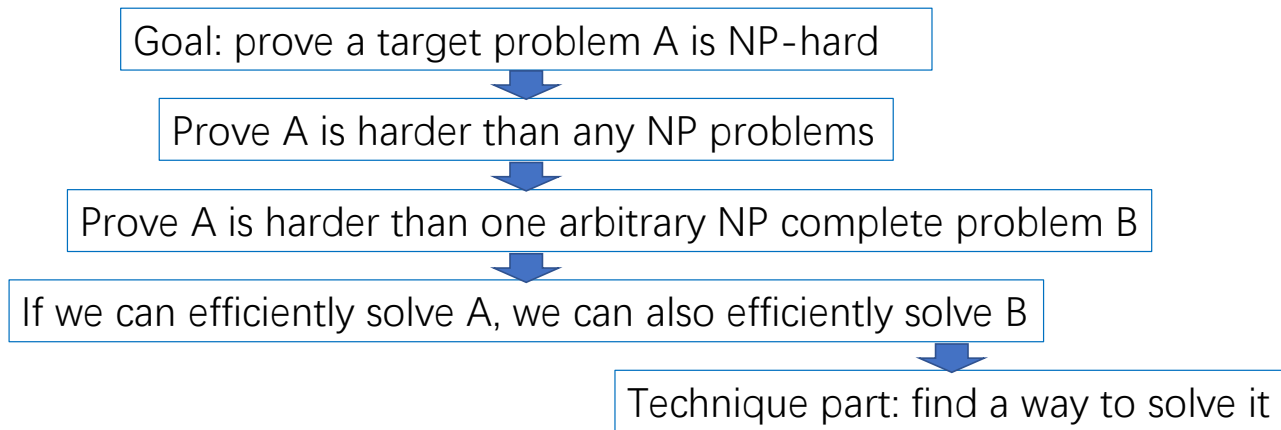 Goal: prove a target problem A is NP-hard
Prove A is harder than any NP problems
Prove A is harder than one arbitrary NP complete problem B
If we can efficiently solve A, we can also efficiently solve B
Technique part: find a way to solve it